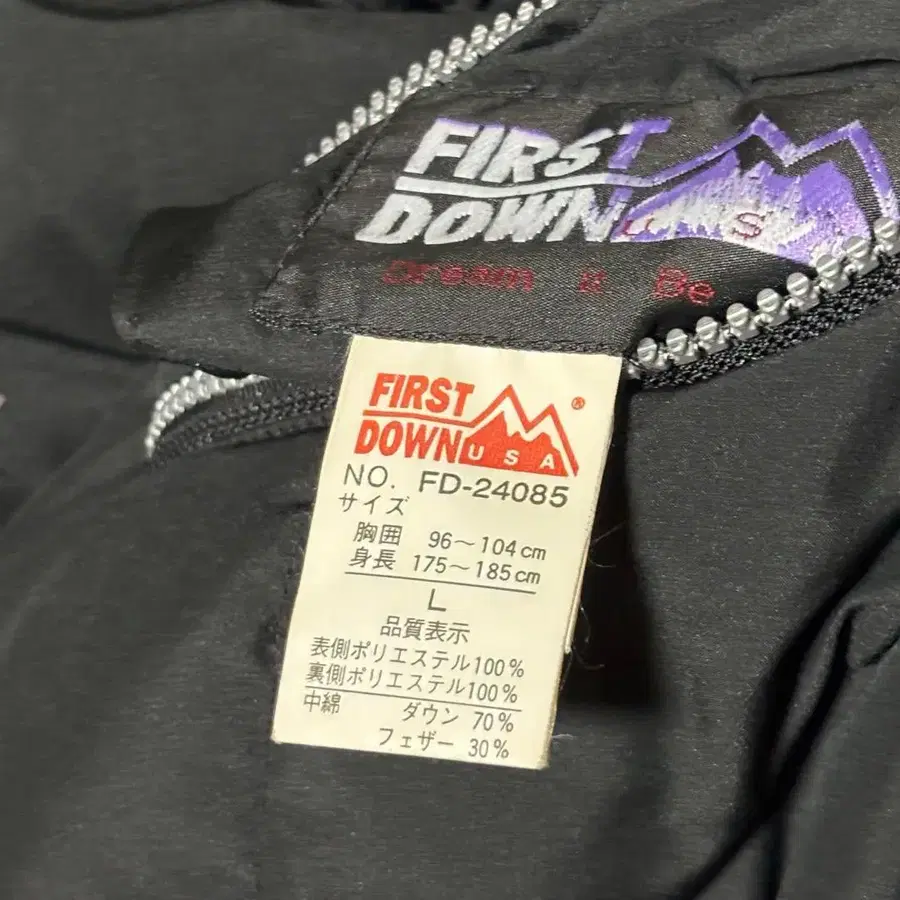 FIRST
DOWN USA
Dream it Be
FIRST
DOWN USA ®
NO. FD-24085
サイズ
胸囲 96〜104cm
身長 175〜185cm
L
品質表示
表側ポリエステル100%
裏側ポリエステル100%
中綿 ダウン 70%
フェザー 30%